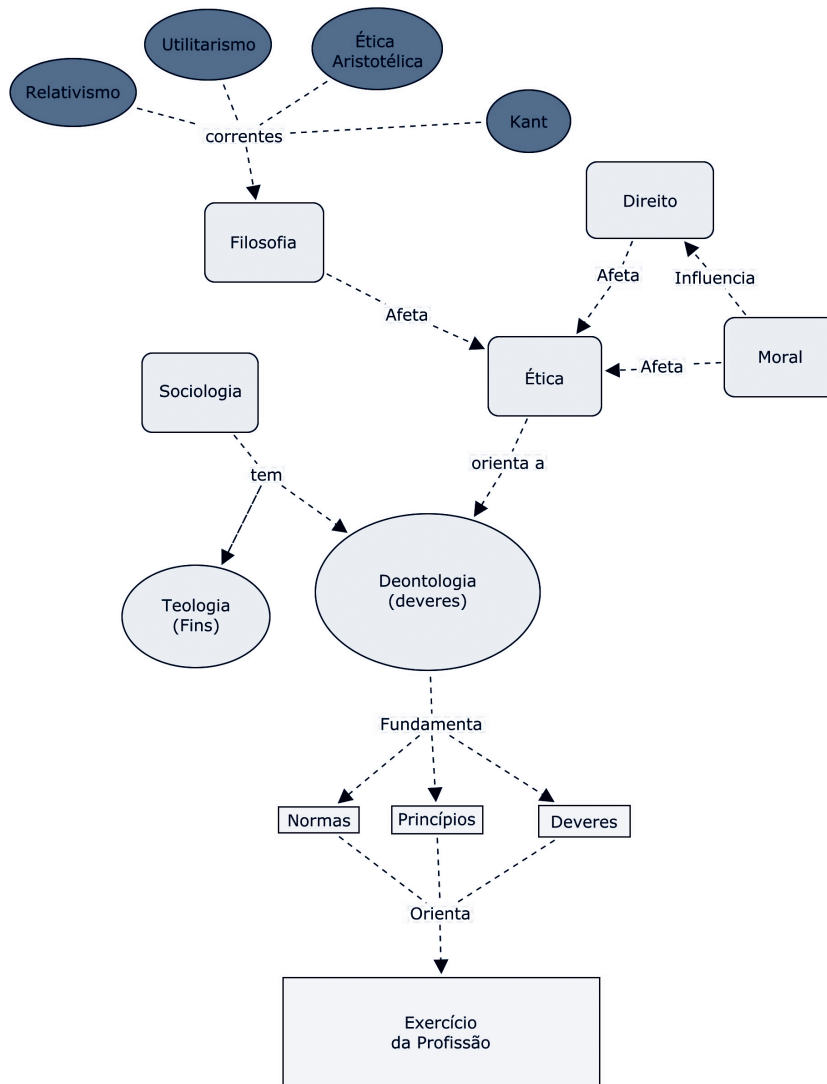 Utilitarismo
Ética
Aristotélica
Relativismo
Kant
correntes
Direito
Filosofia
Afeta
Influencia
Afeta
Moral
Afeta
Ética
Sociologia
orienta a
tem
Deontologia
(deveres)
Teologia
(Fins)
Fundamenta
Normas
Princípios
Deveres
Orienta
Exercício
da Profissão